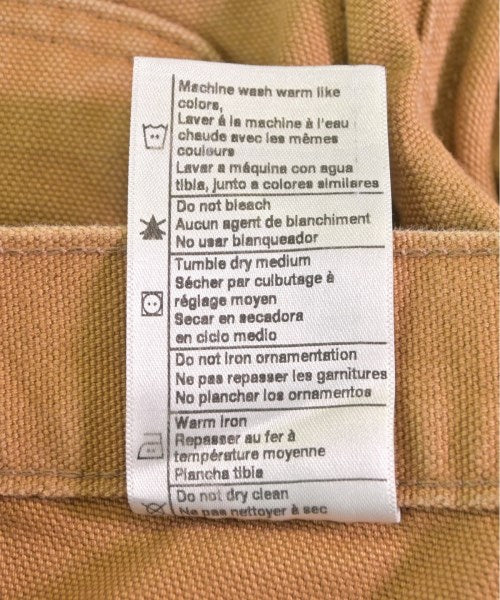 Machine wash warm like
colors,
Laver á la machine à l'eau
chaude avec les mêmes
couleurs
Lavar a máquina con agua
tibia, junto a colores similares
Do not bleach
Aucun agent de blanchiment
No usar blanqueador
Tumble dry medium
Sécher par culbutage à
réglage moyen
Secar en secadora
en ciclo medio
Do not Iron ornamentation
Ne pas repasser les garnitures
No planchar los ornamentos
Warm Iron
Repasser au fer à
température moyenne
Plancha tibia
Do not dry clean
Ne pas nettoyer à sec